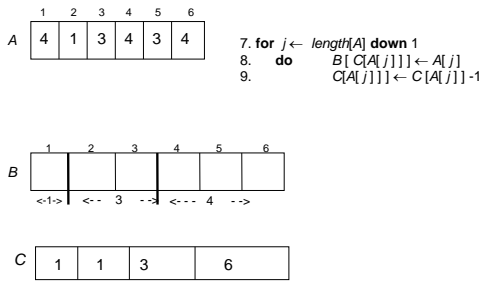 1 2 3 4 5 6
A 4 1 3 4 3 4
7. for j ← length[A] down 1
8. do B [ C[A[ j ] ] ] ← A[ j ]
9. C[A[ j ] ] ] ← C [A[ j ] ] -1
1 2 3 4 5 6
B
<-1-> <- - 3 - -> <- - - 4 - ->
C 1 1 3 6